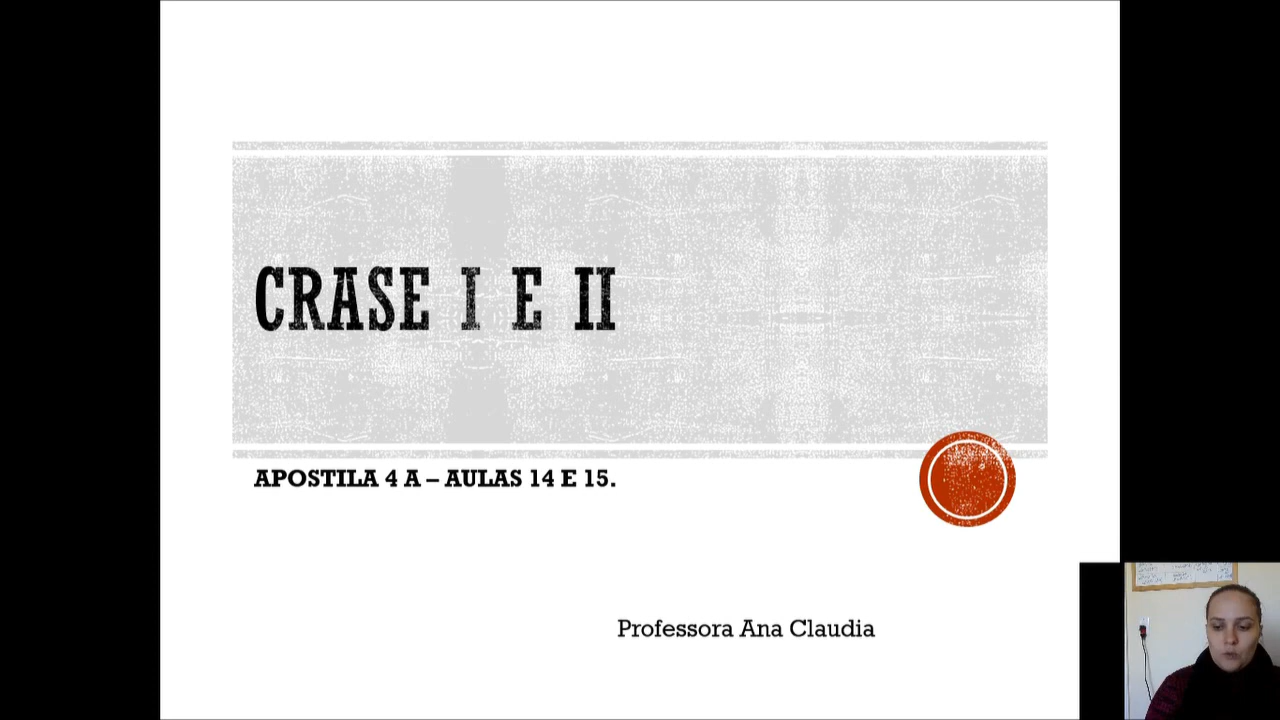 CRASE I E II
APOSTILA 4 A – AULAS 14 E 15.
Professora Ana Claudia